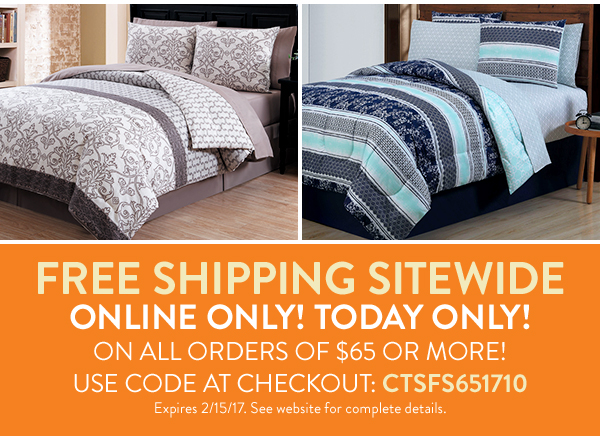 FREE SHIPPING SITEWIDE
ONLINE ONLY! TODAY ONLY!
ON ALL ORDERS OF $65 OR MORE!
USE CODE AT CHECKOUT: CTSFS651710
Expires 2/15/17. See website for complete details.